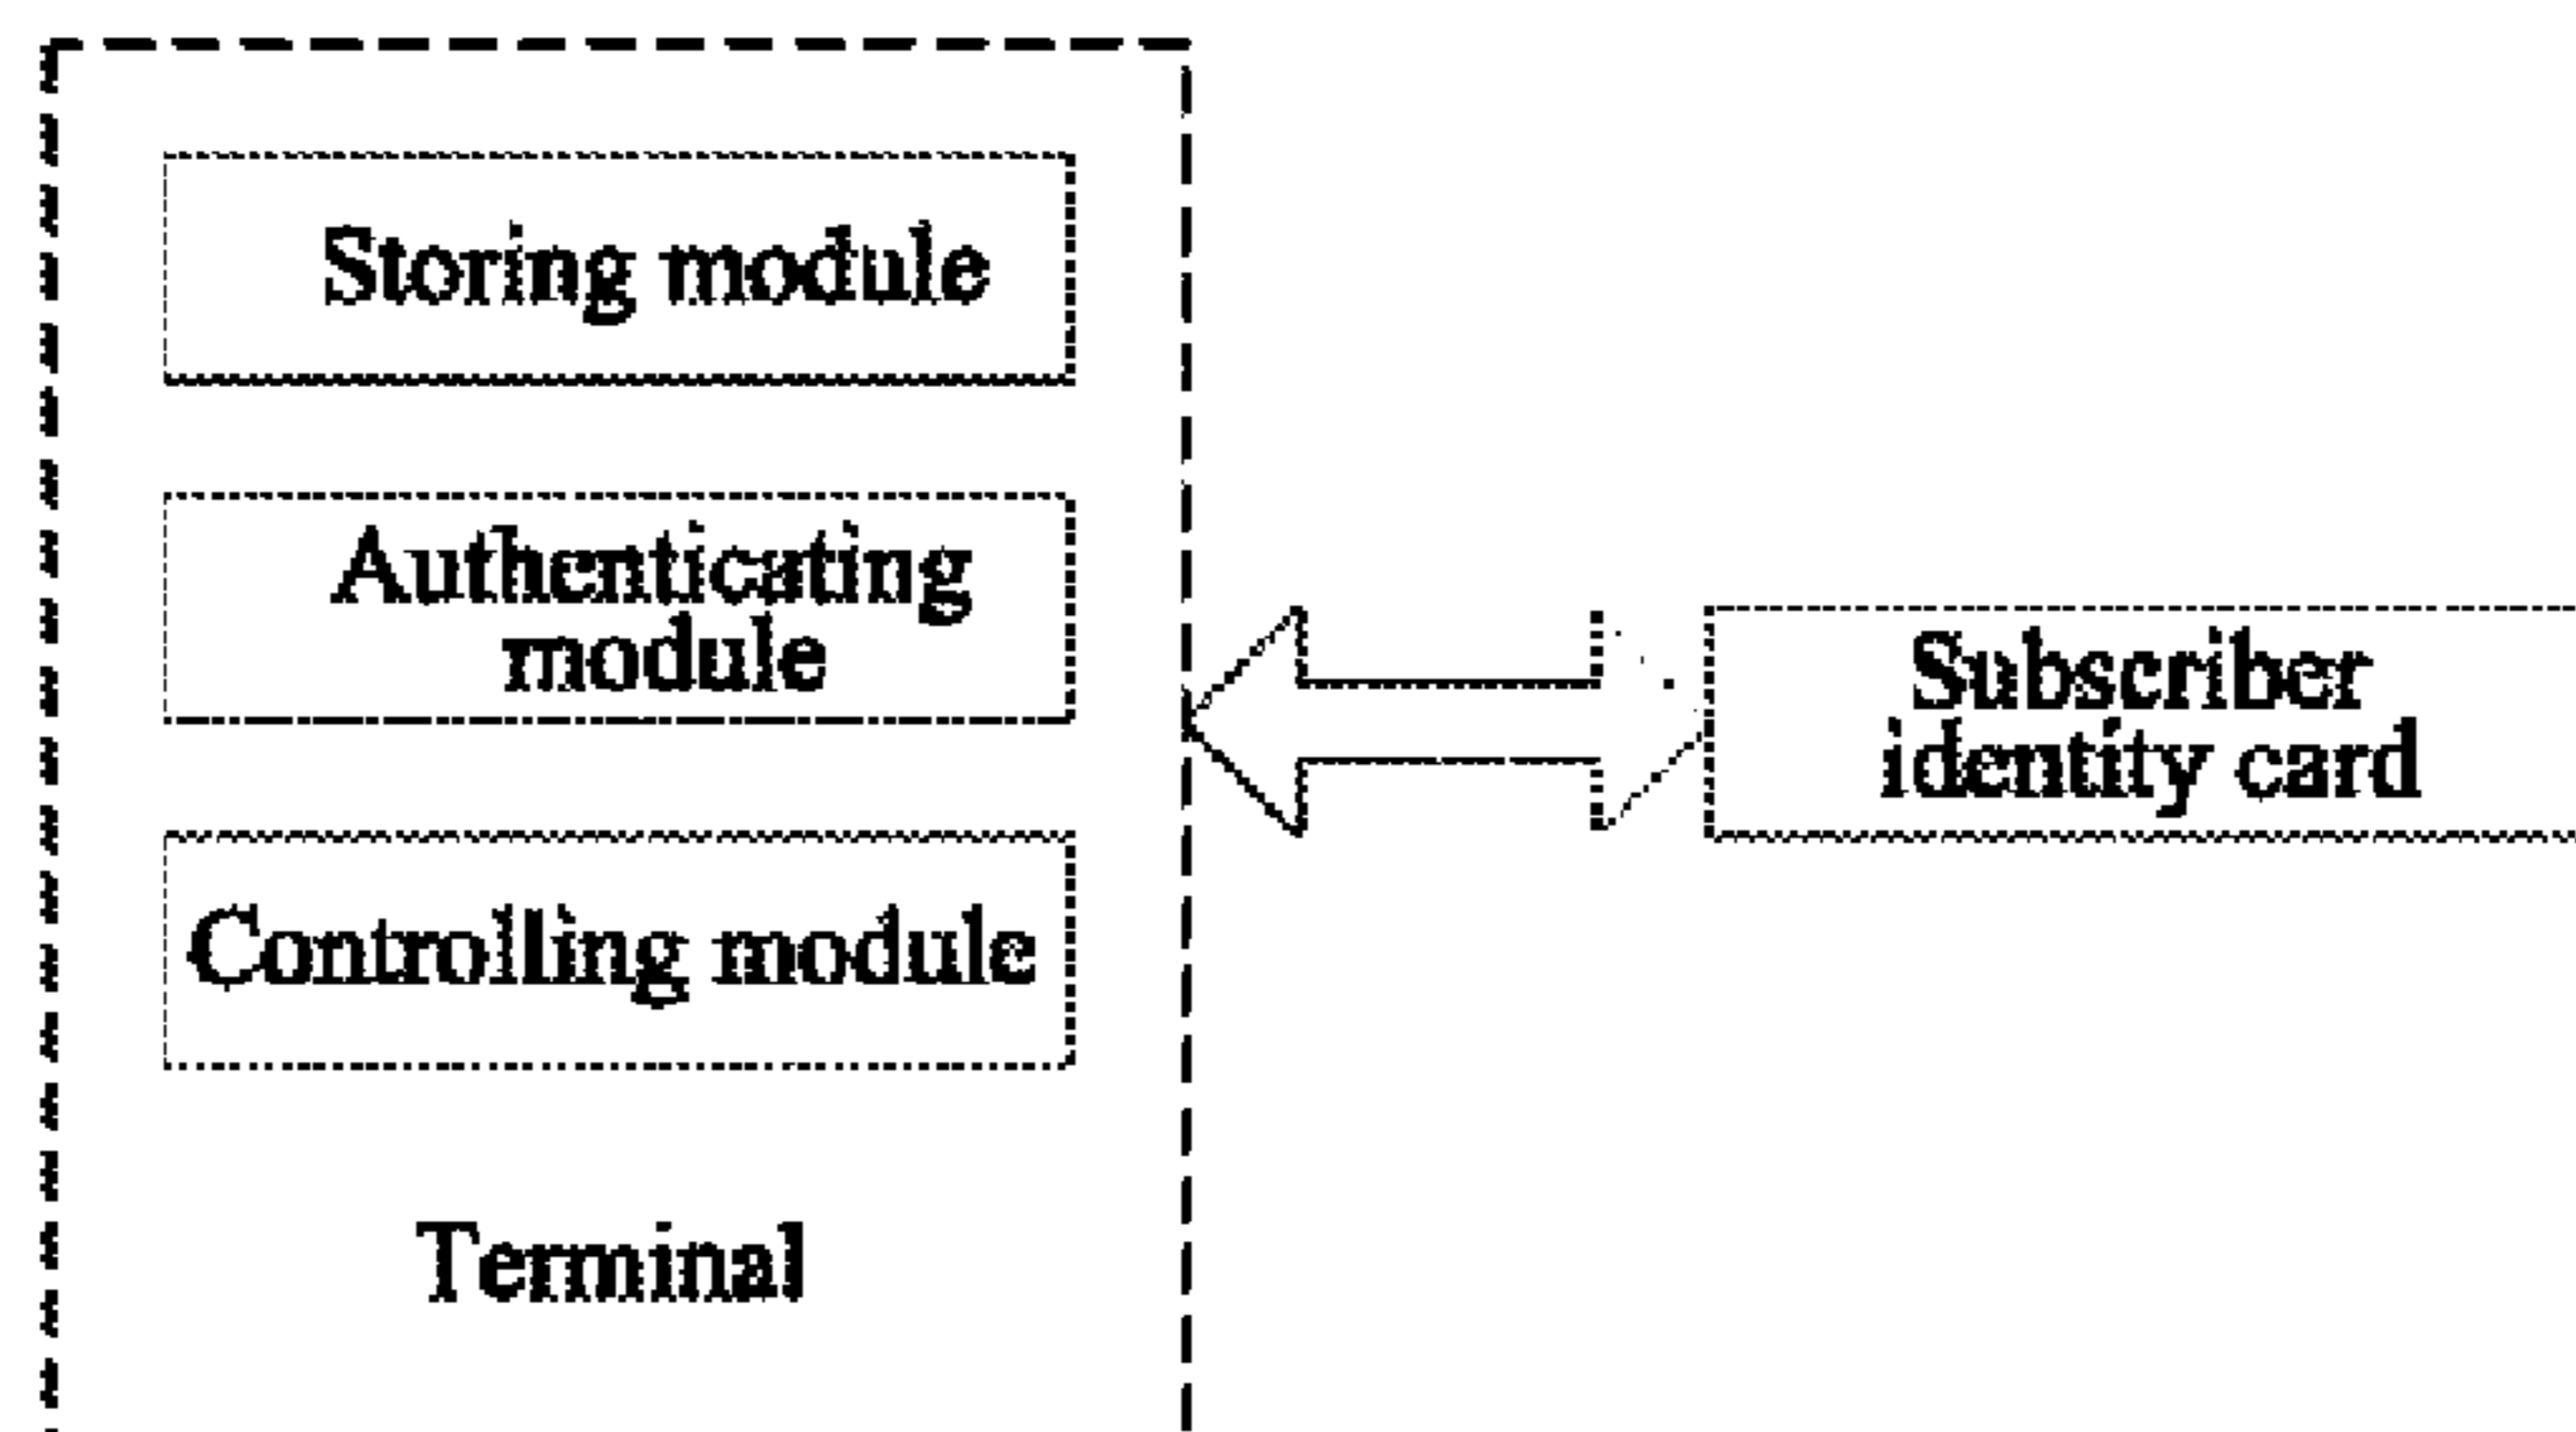 Storing module
Authenticating
module
Controlling module
Terminal
Subscriber
identity card